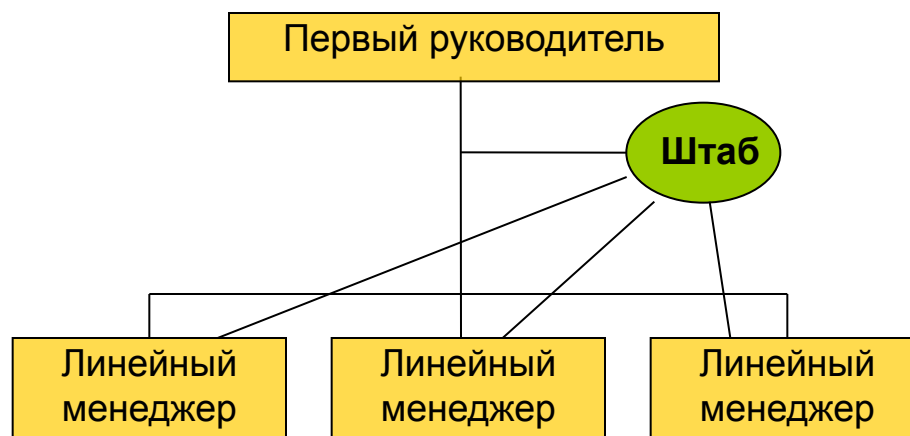 Первый руководитель
Штаб
Линейный
менеджер
Линейный
менеджер
Линейный
менеджер